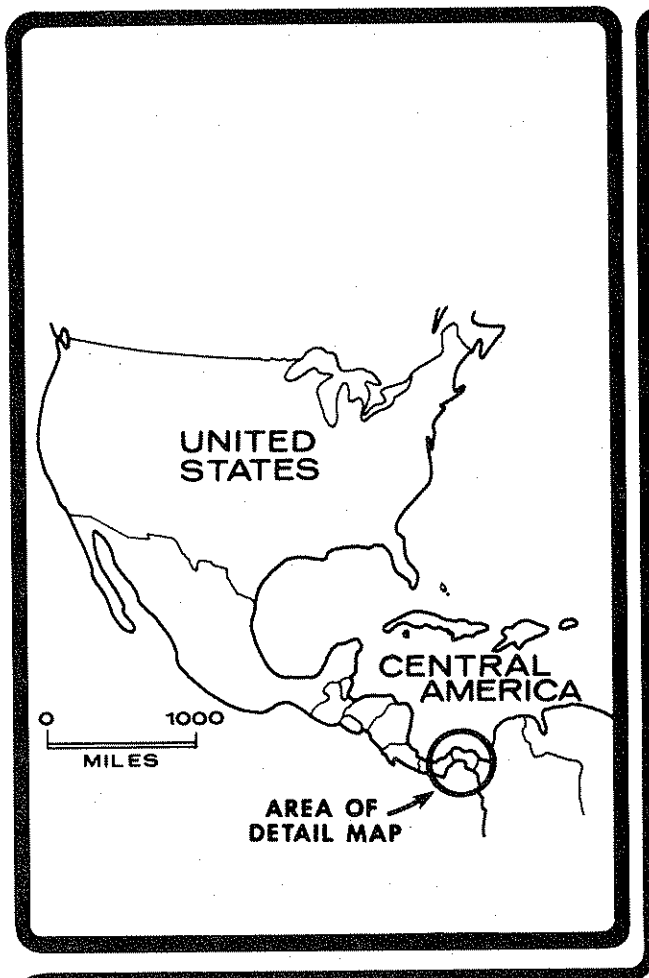 UNITED
STATES
CENTRAL
AMERICA
0 1000
MILES
AREA OF
DETAIL MAP